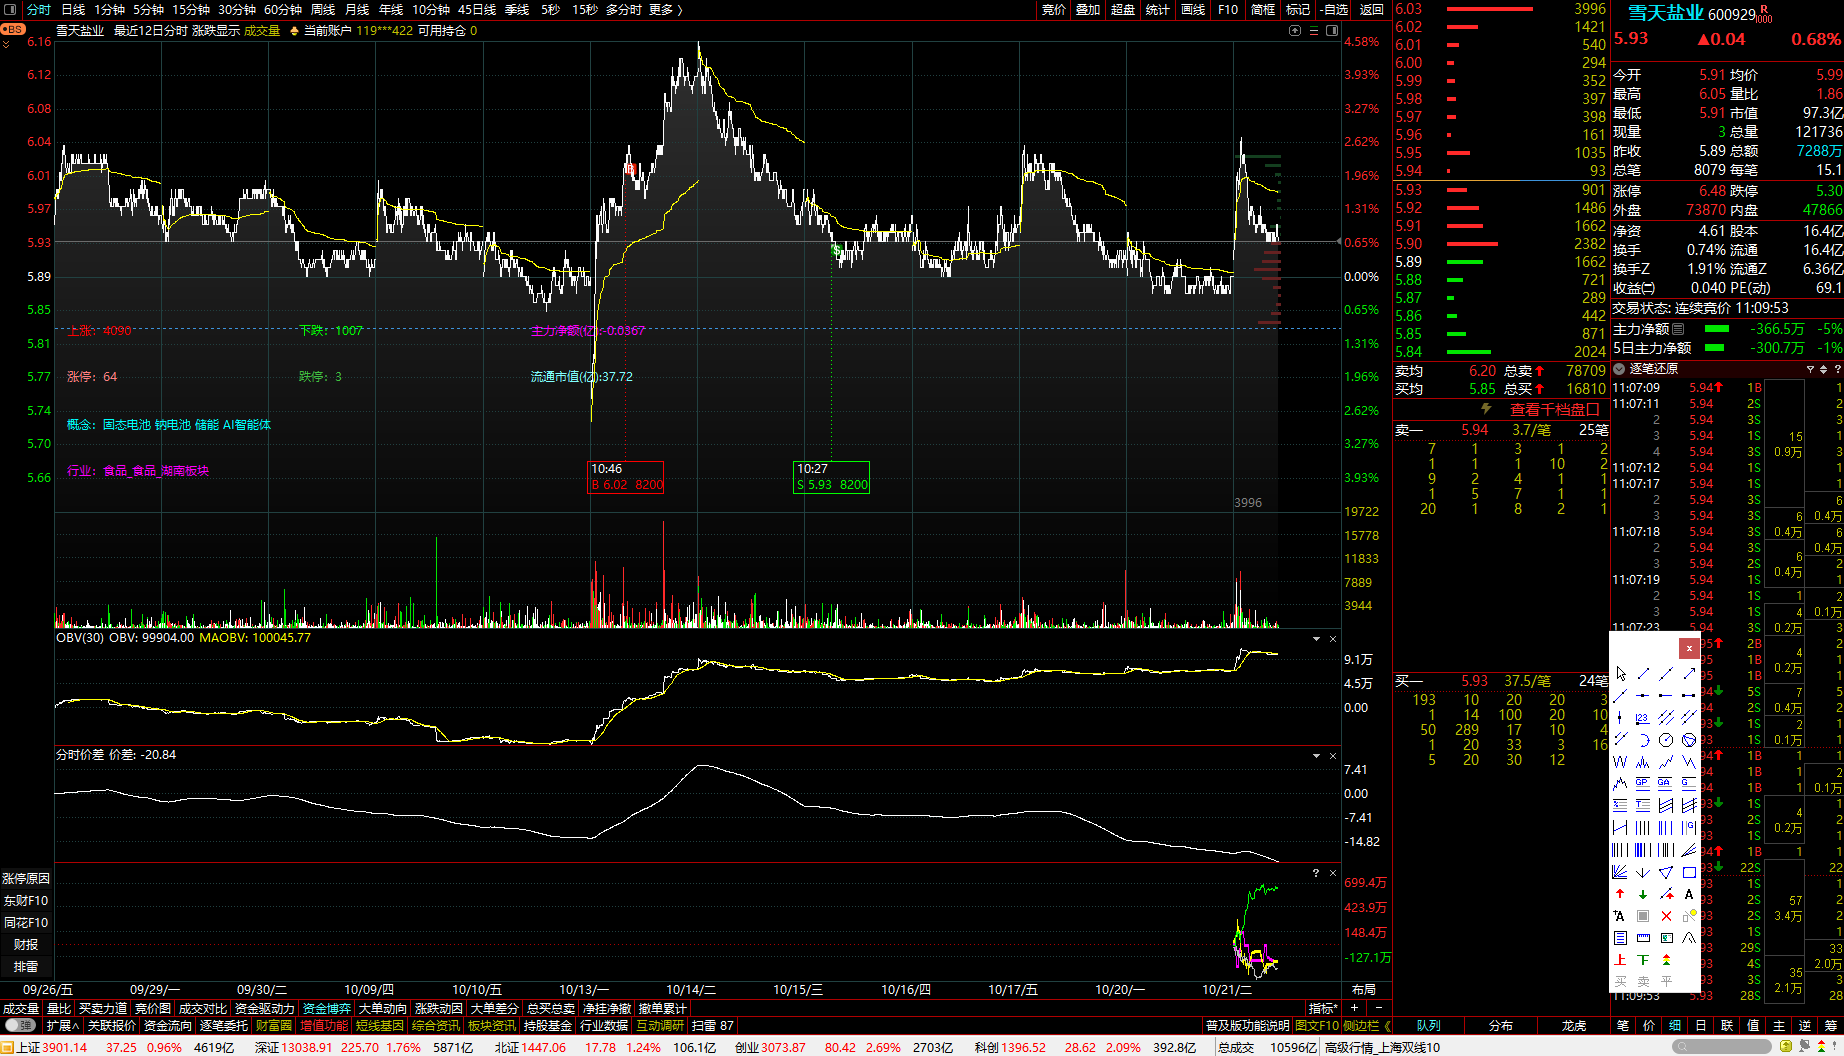 分时 日线 1分钟 5分钟 15分钟 30分钟 60分钟 周线 月线 年线 10分钟 45日线 季线 5秒 15秒 多分时 更多 〉
竞价 叠加 超盘 统计 画线 F10 简框 标记 -自选 返回
BS 雪天盐业 最近12日分时 涨跌显示 成交量 当前账户 119***422 可用持仓 0
6.16
6.12
6.08
6.04
6.01
5.97
5.93
5.89
5.85
5.81
5.77
5.74
5.70
5.66
4.58%
3.93%
3.27%
2.62%
1.96%
1.31%
0.65%
0.00%
0.65%
1.31%
1.96%
2.62%
3.27%
3.93%
上涨: 4090 下跌: 1007 主力净额(亿):-0.0367
涨停: 64 跌停: 3 流通市值(亿):37.72
概念: 固态电池 钠电池 储能 AI智能体
行业: 食品_食品_湖南板块
10:46
B 6.02 8200
10:27
S 5.93 8200
3996
19722
15778
11833
7889
3944
OBV(30) OBV: 99904.00 MAOBV: 100045.77
9.1万
4.5万
0.00
分时价差 价差: -20.84
7.41
0.00
-7.41
-14.82
699.4万
423.9万
148.4万
-127.1万
涨停原因
东财F10
同花F10
财报
排雷
09/26/五 09/29/一 09/30/二 10/09/四 10/10/五 10/13/一 10/14/二 10/15/三 10/16/四 10/17/五 10/20/一 10/21/二 布局
成交量 量比 买卖力道 竞价图 成交对比 资金驱动力 资金博弈 大单动向 涨跌动因 大单差分 总买总卖 净挂净撤 撤单累计 指标* + −
弹 扩展∧ 关联报价 资金流向 逐笔委托 财富圈 增值功能 短线基因 综合资讯 板块资讯 持股基金 行业数据 互动调研 扫雷 87 普及版功能说明 图文F10 侧边栏《
6.03 3996
6.02 1421
6.01 540
6.00 294
5.99 352
5.98 397
5.97 398
5.96 161
5.95 1035
5.94 93
5.93 901
5.92 1486
5.91 1662
5.90 2382
5.89 1662
5.88 721
5.87 289
5.86 442
5.85 871
5.84 2024
卖均 6.20 总卖 78709
买均 5.85 总买 16810
查看千档盘口
卖一 5.94 3.7/笔 25笔
7 1 3 1 2
1 1 1 10 2
9 2 4 1 1
1 5 7 1 1
20 1 8 2 1
买一 5.93 37.5/笔 24笔
193 10 20 20 3
1 14 100 20 10
50 289 17 10 4
1 20 33 3 16
5 20 30 12
队列 分布 龙虎
雪天盐业 600929 R 1000
5.93 ▲0.04 0.68%
今开 5.91 均价 5.99
最高 6.05 量比 1.86
最低 5.91 市值 97.3亿
现量 3 总量 121736
昨收 5.89 总额 7288万
总笔 8079 每笔 15.1
涨停 6.48 跌停 5.30
外盘 73870 内盘 47866
净资 4.61 股本 16.4亿
换手 0.74% 流通 16.4亿
换手Z 1.91% 流通Z 6.36亿
收益㈡ 0.040 PE(动) 69.1
交易状态: 连续竞价 11:09:53
主力净额 -366.5万 -5%
5日主力净额 -300.7万 -1%
逐笔还原
11:07:09 5.94 1B 1
11:07:11 5.94 2S 2
2 5.94 3S 3
3 5.94 1S 15 1
4 5.94 3S 0.9万 3
11:07:12 5.94 1S 1
11:07:17 5.94 1S 1
2 5.94 3S 6
3 5.94 3S 6 0.4万
11:07:18 5.94 3S 0.4万 6
2 5.94 3S 0.4万
3 5.94 2S 6
11:07:19 5.94 1S 0.4万 1
2 5.94 1S 1 2
3 5.94 1S 4 0.1万
11:07:23 5.94 3S 0.2万 3
11:09:53 5.93 28S
买 卖 平
笔 价 细 日 联 值 主 逆 筹
上证 3901.14 37.25 0.96% 4619亿 深证 13038.91 225.70 1.76% 5871亿 北证 1447.06 17.78 1.24% 106.1亿 创业 3073.87 80.42 2.69% 2703亿 科创 1396.52 28.62 2.09% 392.8亿 总成交 10596亿 高级行情_上海双线10